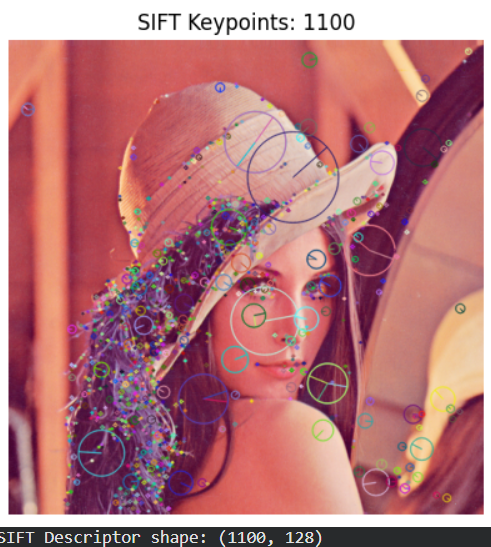 SIFT Keypoints: 1100
SIFT Descriptor shape: (1100, 128)